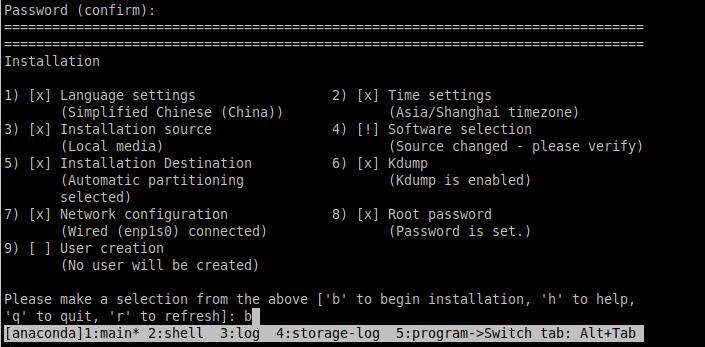 Password (confirm):
================================================================================
================================================================================
Installation
1) [x] Language settings                 2) [x] Time settings
       (Simplified Chinese (China))             (Asia/Shanghai timezone)
3) [x] Installation source               4) [!] Software selection
       (Local media)                            (Source changed - please verify)
5) [x] Installation Destination          6) [x] Kdump
       (Automatic partitioning                  (Kdump is enabled)
       selected)
7) [x] Network configuration             8) [x] Root password
       (Wired (enp1s0) connected)               (Password is set.)
9) [ ] User creation
       (No user will be created)
Please make a selection from the above ['b' to begin installation, 'h' to help,
'q' to quit, 'r' to refresh]: b
[anaconda]1:main* 2:shell  3:log  4:storage-log  5:program->Switch tab: Alt+Tab